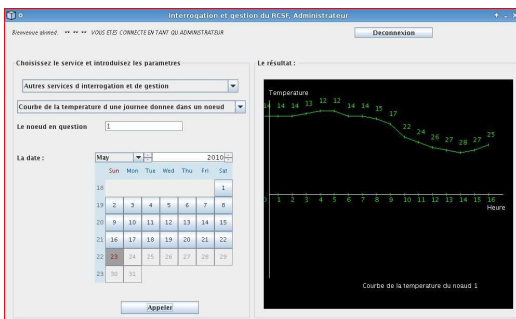 Interrogation et gestion du RCSF, Administrateur
Bienvenue ahmed. ** ** ** VOUS ETES CONNECTE EN TANT QU ADMINISTRATEUR
Deconnexion
Choisissez le service et introduisez les parametres
Autres services d interrogation et de gestion
Courbe de la temperature d une journee donnee dans un noeud
Le noeud en question 1
La date : May 2010
Sun Mon Tue Wed Thu Fri Sat
18 1
19 2 3 4 5 6 7 8
20 9 10 11 12 13 14 15
21 16 17 18 19 20 21 22
22 23 24 25 26 27 28 29
23 30 31
Appeler
Le résultat :
Temperature
14 14 14 13 12 12 14 14 15 17 22 24 26 27 28 27 25
0 1 2 3 4 5 6 7 8 9 10 11 12 13 14 15 16
Heure
Courbe de la temperature du noaud 1